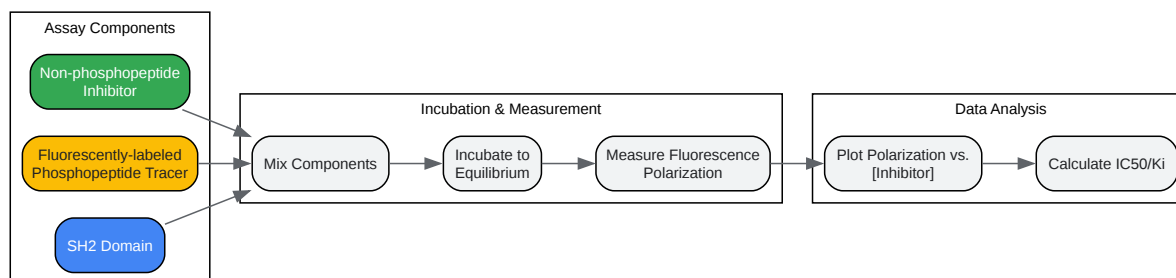 Assay Components
Non-phosphopeptide
Inhibitor
Fluorescently-labeled
Phosphopeptide Tracer
SH2 Domain
Incubation & Measurement
Mix Components
Incubate to
Equilibrium
Measure Fluorescence
Polarization
Data Analysis
Plot Polarization vs.
[Inhibitor]
Calculate IC50/Ki